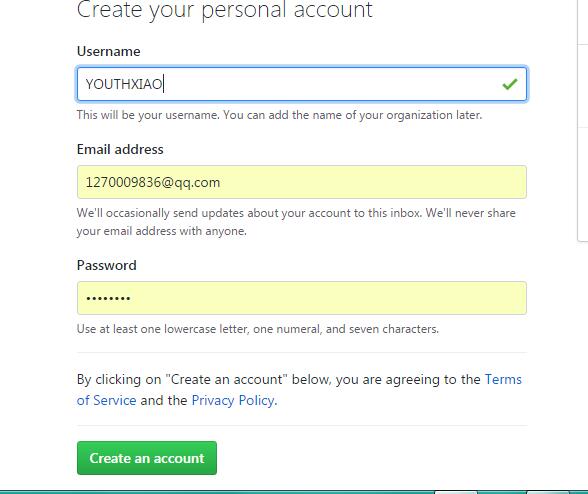 Create your personal account
Username
YOUTHXIAO
This will be your username. You can add the name of your organization later.
Email address
1270009836@qq.com
We'll occasionally send updates about your account to this inbox. We'll never share
your email address with anyone.
Password
••••••••
Use at least one lowercase letter, one numeral, and seven characters.
By clicking on "Create an account" below, you are agreeing to the Terms
of Service and the Privacy Policy.
Create an account